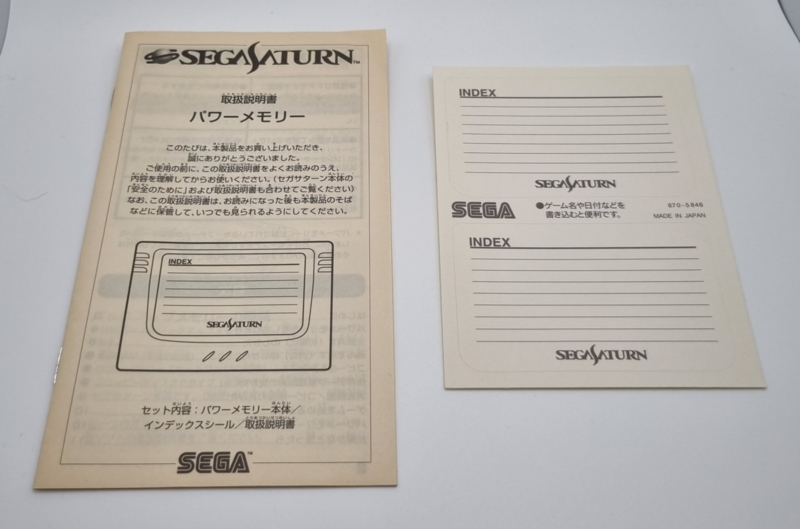 SEGA SATURN™
取扱説明書
パワーメモリー
このたびは、本製品をお買い上げいただき、
誠にありがとうございました。
ご使用の前に、この取扱説明書をよくお読みのうえ、
内容を理解してからお使いください。(セガサターン本体の
「安全のために」および取扱説明書も合わせてご覧ください)
なお、この取扱説明書は、お読みになった後も本製品のそば
などに保管して、いつでも見られるようにしてください。
INDEX
SEGA SATURN
セット内容：パワーメモリー本体／
インデックスシール／取扱説明書
SEGA™
INDEX
SEGA SATURN
SEGA
●ゲーム名や日付などを
書き込むと便利です。
670-5946
MADE IN JAPAN
INDEX
SEGA SATURN